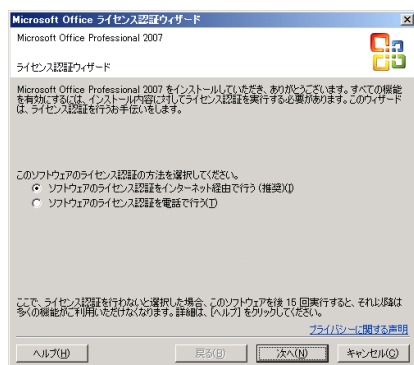 Microsoft Office ライセンス認証ウィザード
Microsoft Office Professional 2007
ライセンス認証ウィザード
Microsoft Office Professional 2007 をインストールしていただき、ありがとうございます。すべての機能
を有効にするには、インストール内容に対してライセンス認証を実行する必要があります。このウィザード
は、ライセンス認証を行うお手伝いをします。
このソフトウェアのライセンス認証の方法を選択してください。
ソフトウェアのライセンス認証をインターネット経由で行う (推奨)(I)
ソフトウェアのライセンス認証を電話で行う(T)
ここで、ライセンス認証を行わないと選択した場合、このソフトウェアを後 16 回実行すると、それ以降は
多くの機能がご利用いただけなくなります。詳細は、[ヘルプ] をクリックしてください。
プライバシーに関する声明
ヘルプ(H) 戻る(B) 次へ(N) キャンセル(C)